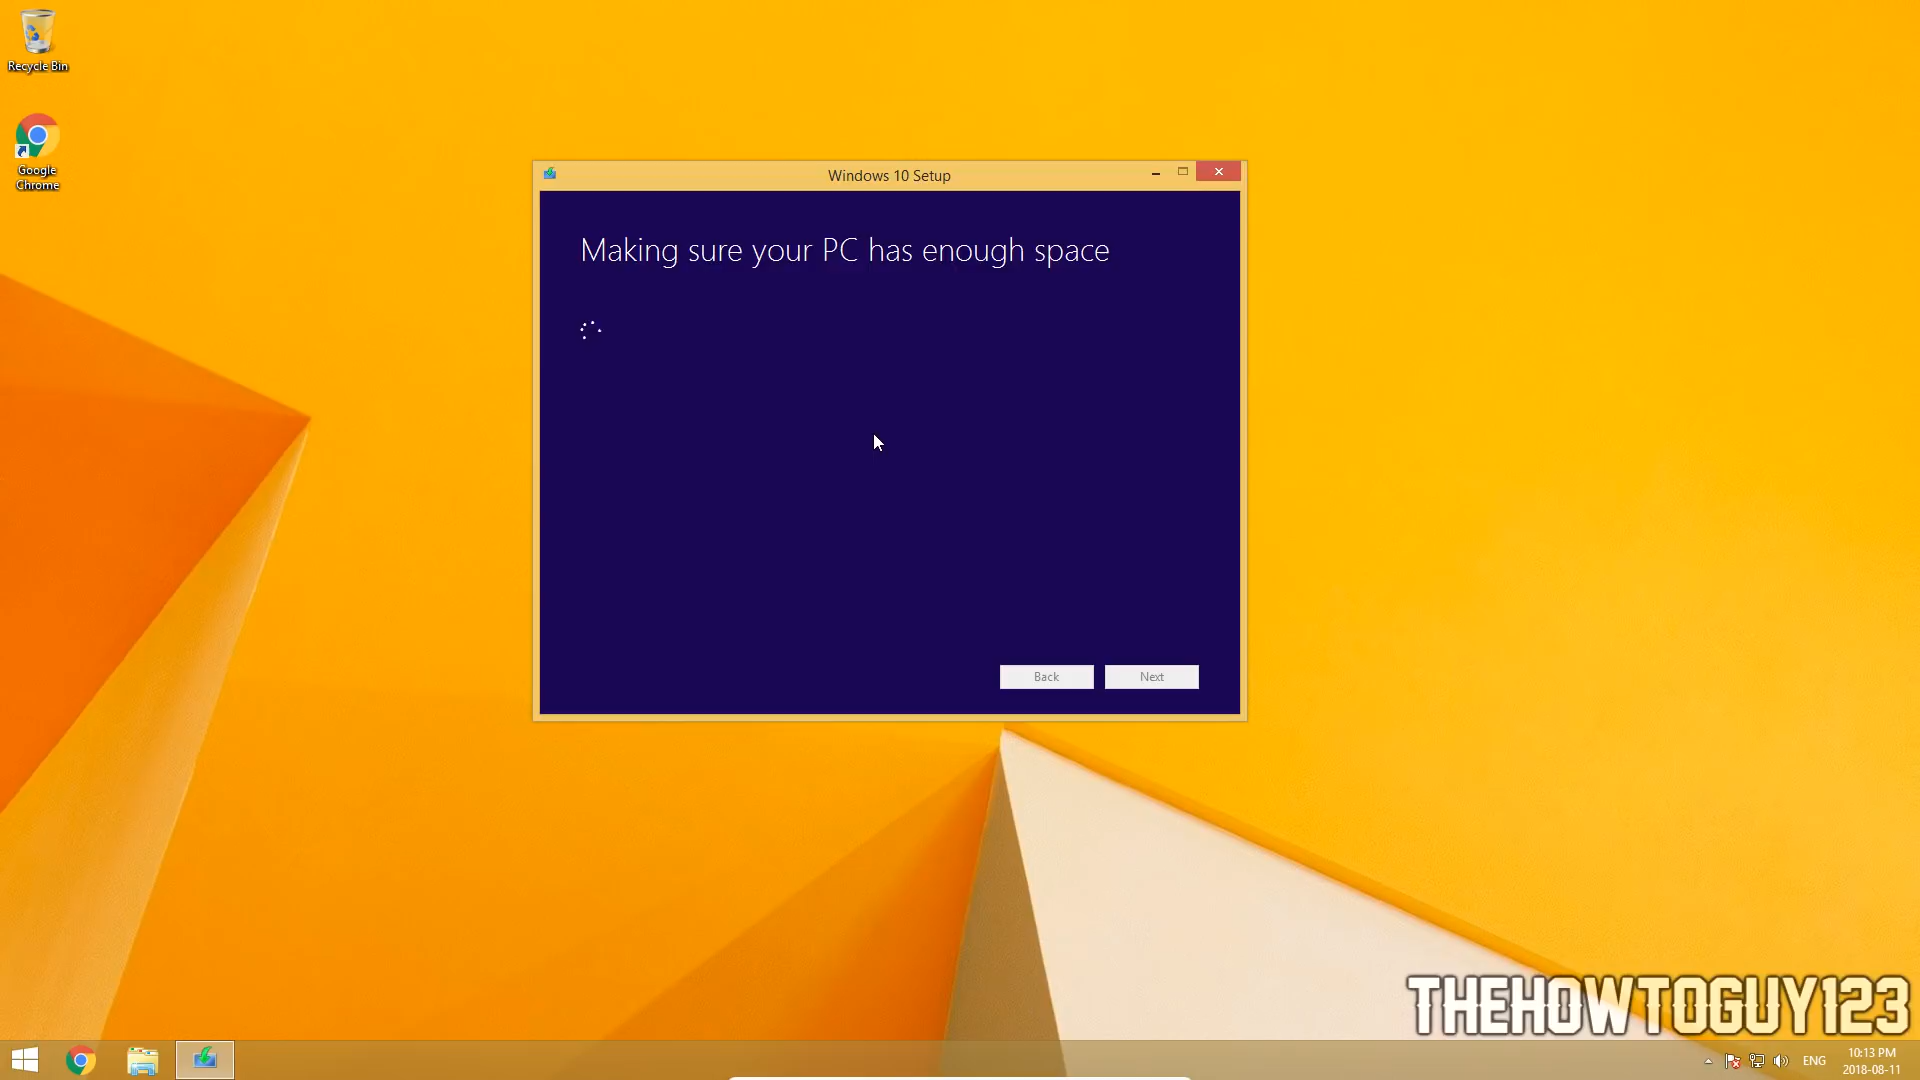 Recycle Bin
Google
Chrome
Windows 10 Setup
Making sure your PC has enough space
Back
Next
THEHOWTOGUY123
ENG
10:13 PM
2018-08-11